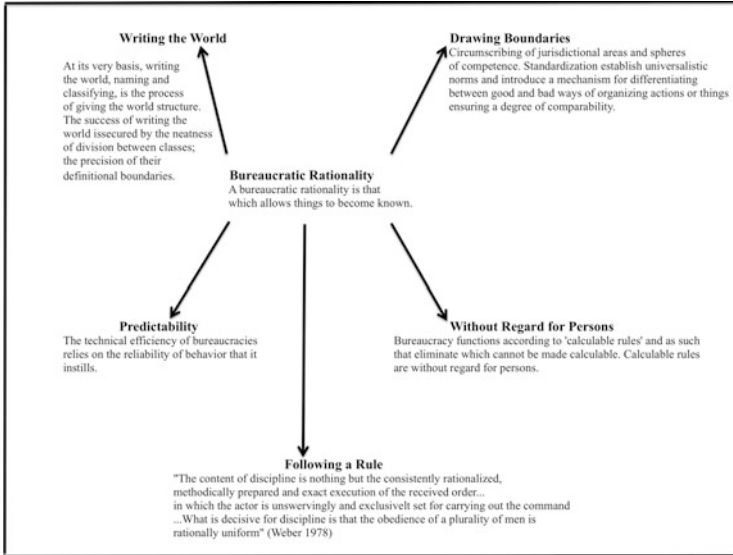 Writing the World
At its very basis, writing
the world, naming and
classifying, is the process
of giving the world structure.
The success of writing the
world issecured by the neatness
of division between classes;
the precision of their
definitional boundaries.
Drawing Boundaries
Circumscribing of jurisdictional areas and spheres
of competence. Standardization establish universalistic
norms and introduce a mechanism for differentiating
between good and bad ways of organizing actions or things
ensuring a degree of comparability.
Bureaucratic Rationality
A bureaucratic rationality is that
which allows things to become known.
Predictability
The technical efficiency of bureaucracies
relies on the reliability of behavior that it
instills.
Without Regard for Persons
Bureaucracy functions according to 'calculable rules' and as such
that eliminate which cannot be made calculable. Calculable rules
are without regard for persons.
Following a Rule
"The content of discipline is nothing but the consistently rationalized,
methodically prepared and exact execution of the received order...
in which the actor is unswervingly and exclusivelt set for carrying out the command
...What is decisive for discipline is that the obedience of a plurality of men is
rationally uniform" (Weber 1978)